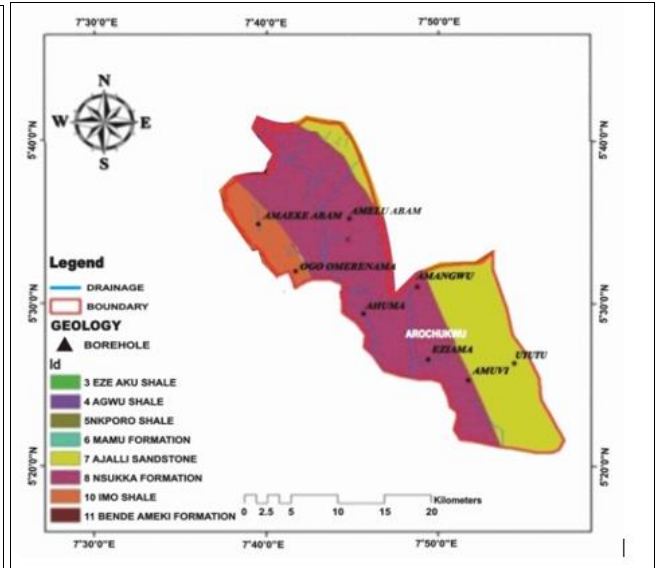 7°30'0"E 7°40'0"E 7°50'0"E
N
W E
S
5°40'0"N 5°40'0"N
AMAEKE ABAM AMELU ABAM
OGO OMERENAMA
AMANGWU
5°30'0"N 5°30'0"N
AHUMA
AROCHUKWU
EZIAMA
UTUTU
AMUVI
5°20'0"N 5°20'0"N
Legend
DRAINAGE
BOUNDARY
GEOLOGY
BOREHOLE
Id
3 EZE AKU SHALE
4 AGWU SHALE
5NKPORO SHALE
6 MAMU FORMATION
7 AJALLI SANDSTONE
8 NSUKKA FORMATION
10 IMO SHALE
11 BENDE AMEKI FORMATION
Kilometers
0 2.5 5 10 15 20
7°30'0"E 7°40'0"E 7°50'0"E